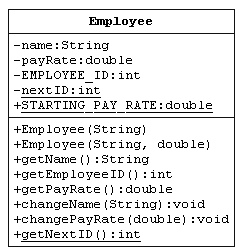 Employee
-name:String
-payRate:double
-EMPLOYEE_ID:int
-nextID:int
+STARTING_PAY_RATE:double
+Employee(String)
+Employee(String, double)
+getName():String
+getEmployeeID():int
+getPayRate():double
+changeName(String):void
+changePayRate(double):void
+getNextID():int